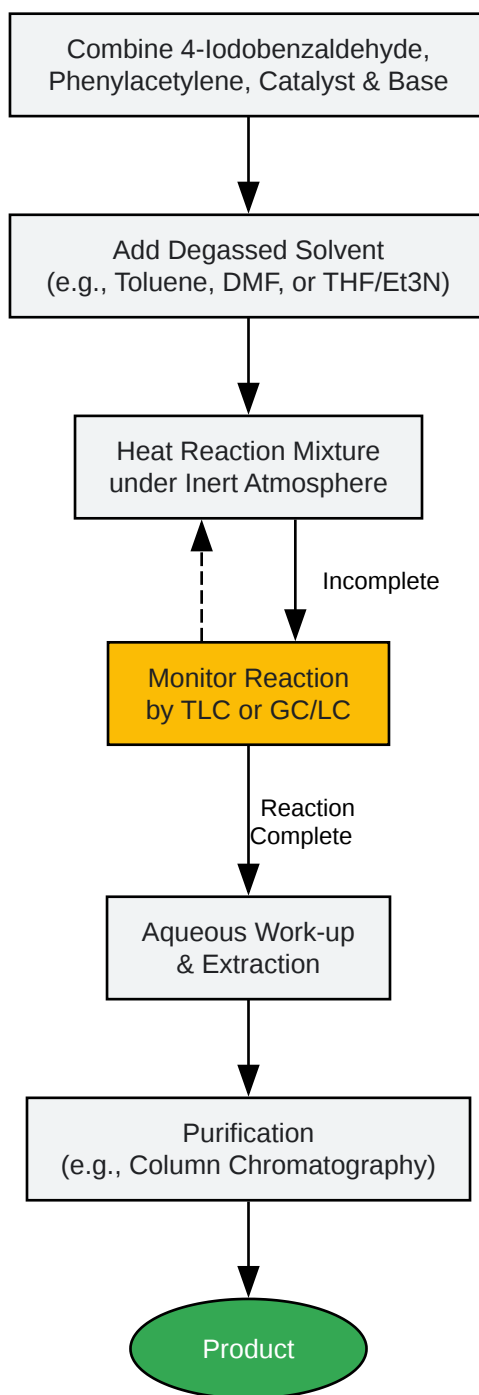 Combine 4-Iodobenzaldehyde,
Phenylacetylene, Catalyst & Base
Add Degassed Solvent
(e.g., Toluene, DMF, or THF/Et3N)
Heat Reaction Mixture
under Inert Atmosphere
Incomplete
Monitor Reaction
by TLC or GC/LC
Reaction
Complete
Aqueous Work-up
& Extraction
Purification
(e.g., Column Chromatography)
Product